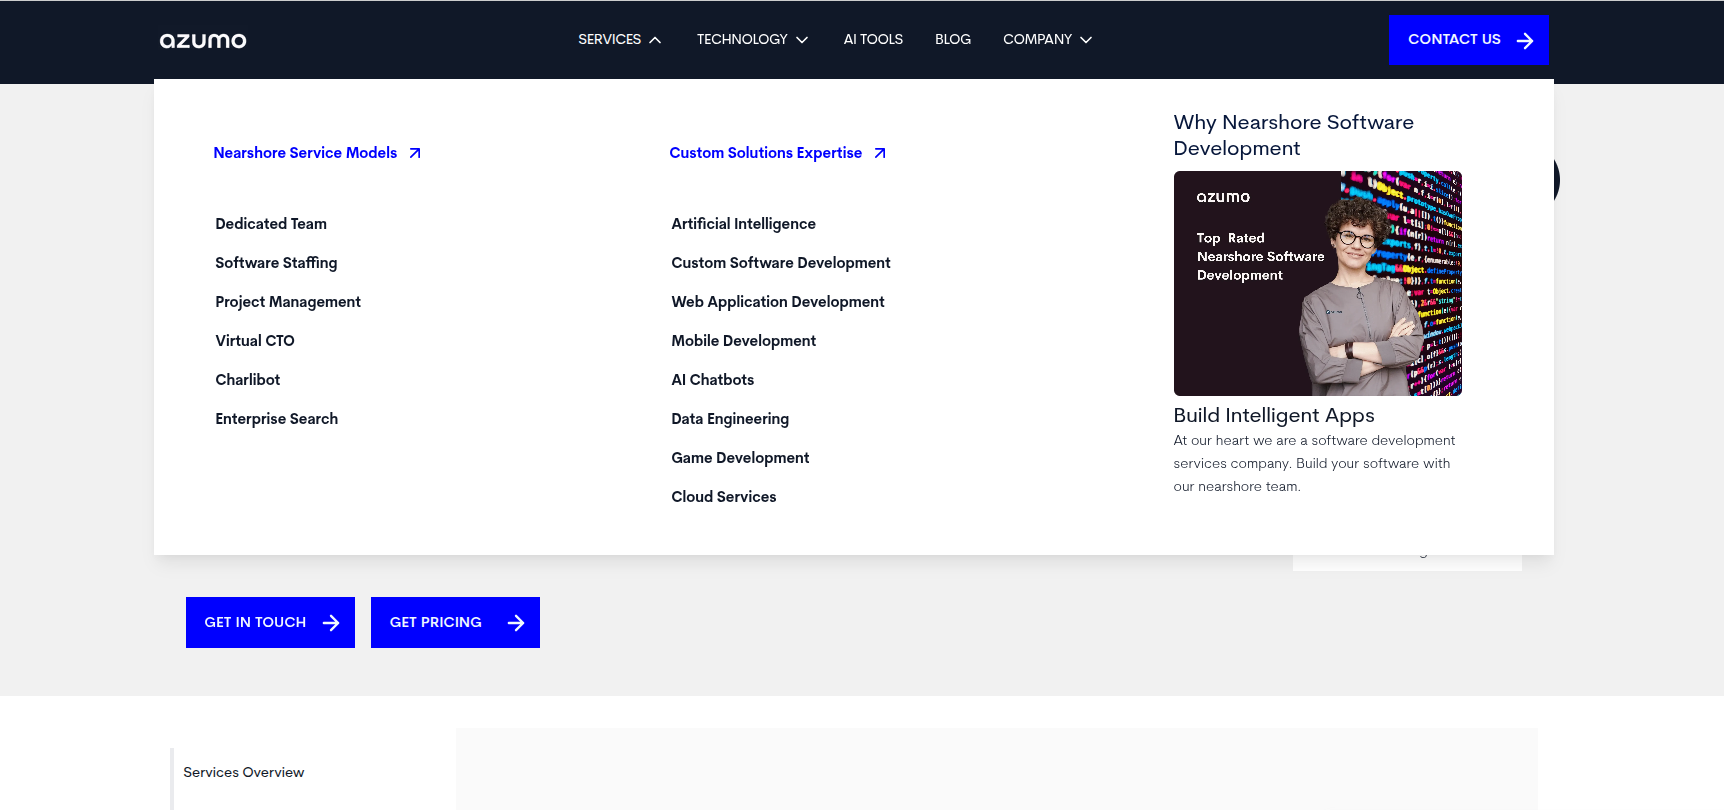 azumo
SERVICES
TECHNOLOGY
AI TOOLS
BLOG
COMPANY
CONTACT US
Nearshore Service Models
Dedicated Team
Software Staffing
Project Management
Virtual CTO
Charlibot
Enterprise Search
Custom Solutions Expertise
Artificial Intelligence
Custom Software Development
Web Application Development
Mobile Development
AI Chatbots
Data Engineering
Game Development
Cloud Services
Why Nearshore Software
Development
azumo
Top Rated
Nearshore Software
Development
Build Intelligent Apps
At our heart we are a software development
services company. Build your software with
our nearshore team.
GET IN TOUCH
GET PRICING
Services Overview